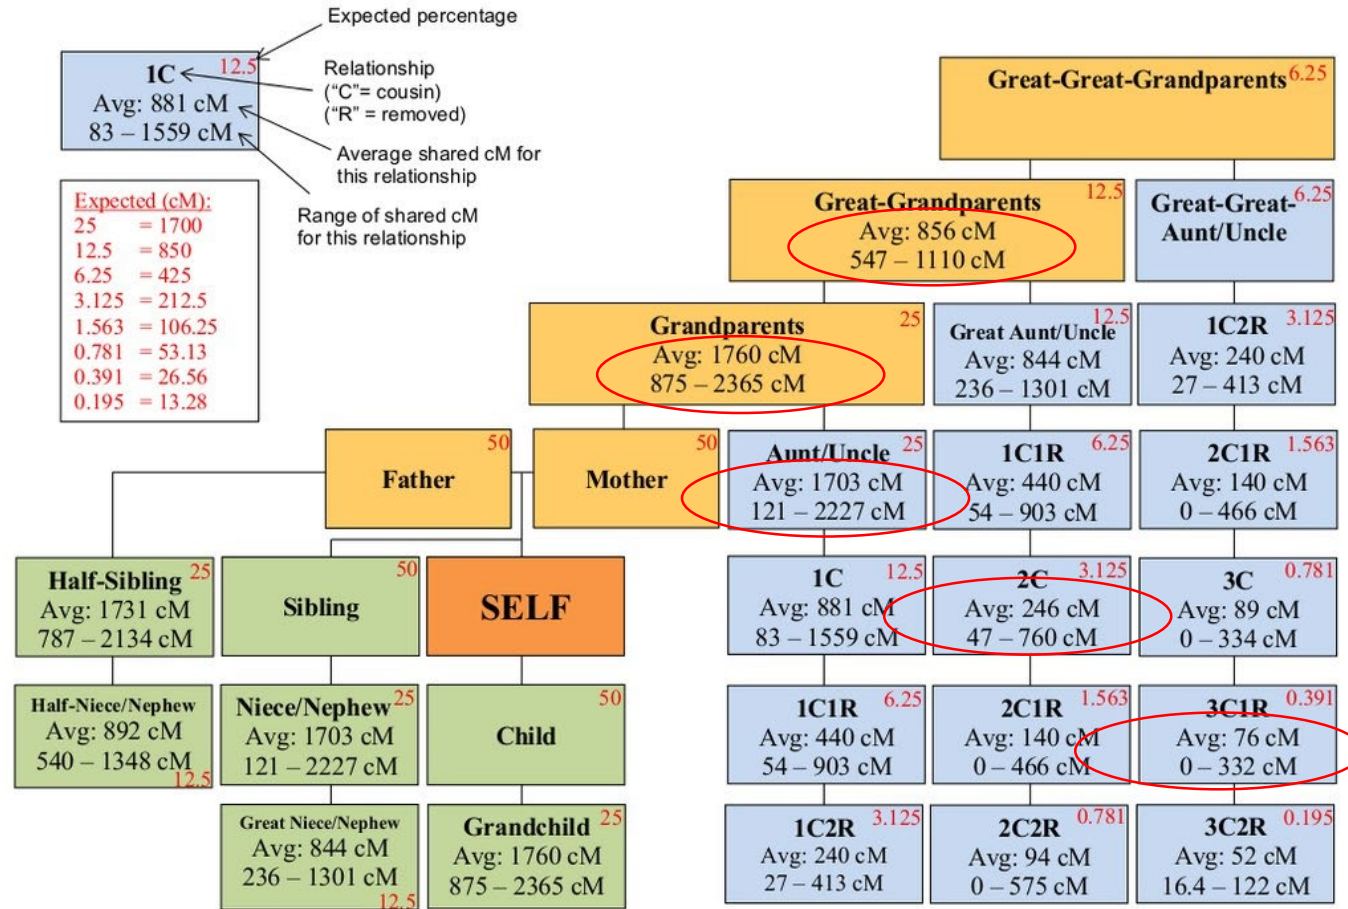 Expected percentage
12.5
1C
Avg: 881 cM
83 – 1559 cM
Relationship
("C"= cousin)
("R" = removed)
Average shared cM for
this relationship
Range of shared cM
for this relationship
Expected (cM):
25 = 1700
12.5 = 850
6.25 = 425
3.125 = 212.5
1.563 = 106.25
0.781 = 53.13
0.391 = 26.56
0.195 = 13.28
Great-Great-Grandparents 6.25
Great-Grandparents 12.5
Avg: 856 cM
547 – 1110 cM
Great-Great- 6.25
Aunt/Uncle
Grandparents 25
Avg: 1760 cM
875 – 2365 cM
12.5
Great Aunt/Uncle
Avg: 844 cM
236 – 1301 cM
1C2R 3.125
Avg: 240 cM
27 – 413 cM
Father 50
Mother 50
Aunt/Uncle 25
Avg: 1703 cM
121 – 2227 cM
1C1R 6.25
Avg: 440 cM
54 – 903 cM
2C1R 1.563
Avg: 140 cM
0 – 466 cM
Half-Sibling 25
Avg: 1731 cM
787 – 2134 cM
Sibling 50
SELF
1C 12.5
Avg: 881 cM
83 – 1559 cM
2C 3.125
Avg: 246 cM
47 – 760 cM
3C 0.781
Avg: 89 cM
0 – 334 cM
Half-Niece/Nephew
Avg: 892 cM
540 – 1348 cM
12.5
Niece/Nephew 25
Avg: 1703 cM
121 – 2227 cM
Child 50
1C1R 6.25
Avg: 440 cM
54 – 903 cM
2C1R 1.563
Avg: 140 cM
0 – 466 cM
3C1R 0.391
Avg: 76 cM
0 – 332 cM
Great Niece/Nephew
Avg: 844 cM
236 – 1301 cM
12.5
Grandchild 25
Avg: 1760 cM
875 – 2365 cM
1C2R 3.125
Avg: 240 cM
27 – 413 cM
2C2R 0.781
Avg: 94 cM
0 – 575 cM
3C2R 0.195
Avg: 52 cM
16.4 – 122 cM